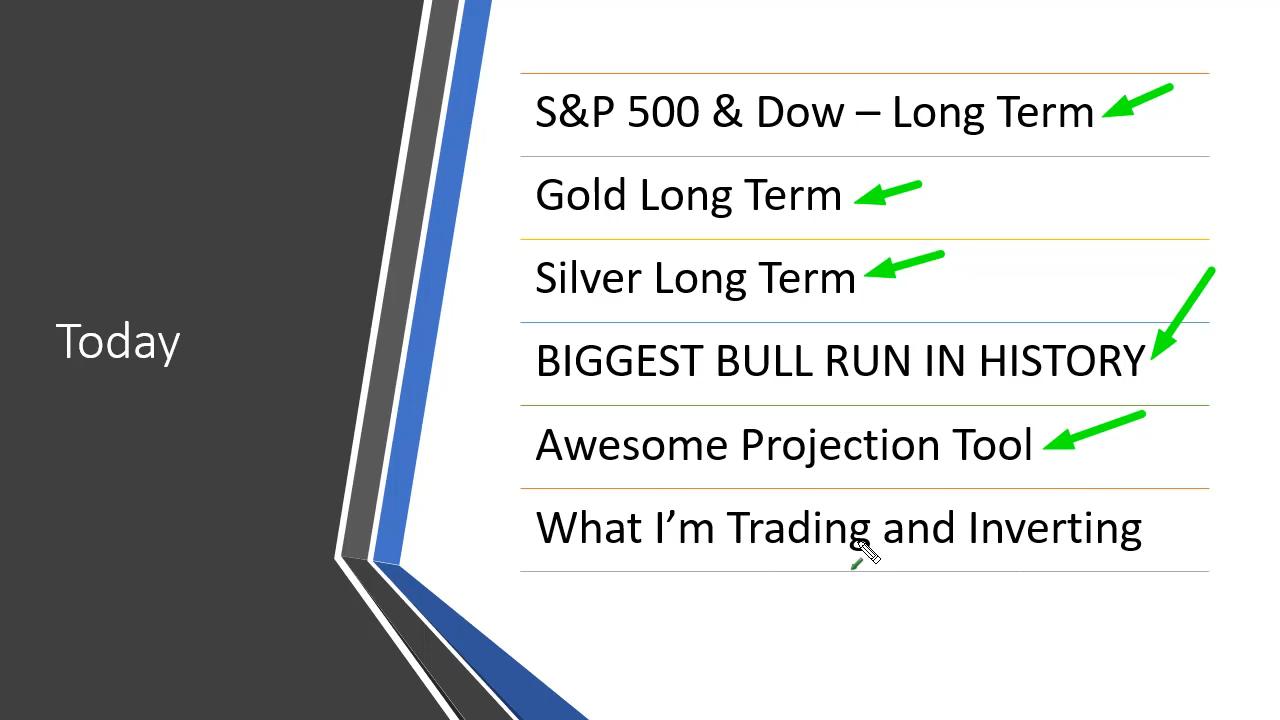 Today
S&P 500 & Dow – Long Term
Gold Long Term
Silver Long Term
BIGGEST BULL RUN IN HISTORY
Awesome Projection Tool
What I’m Trading and Inverting